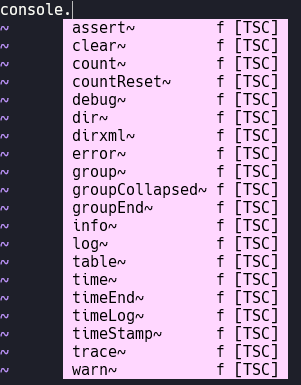 console.
~ assert~ f [TSC]
~ clear~ f [TSC]
~ count~ f [TSC]
~ countReset~ f [TSC]
~ debug~ f [TSC]
~ dir~ f [TSC]
~ dirxml~ f [TSC]
~ error~ f [TSC]
~ group~ f [TSC]
~ groupCollapsed~ f [TSC]
~ groupEnd~ f [TSC]
~ info~ f [TSC]
~ log~ f [TSC]
~ table~ f [TSC]
~ time~ f [TSC]
~ timeEnd~ f [TSC]
~ timeLog~ f [TSC]
~ timeStamp~ f [TSC]
~ trace~ f [TSC]
~ warn~ f [TSC]